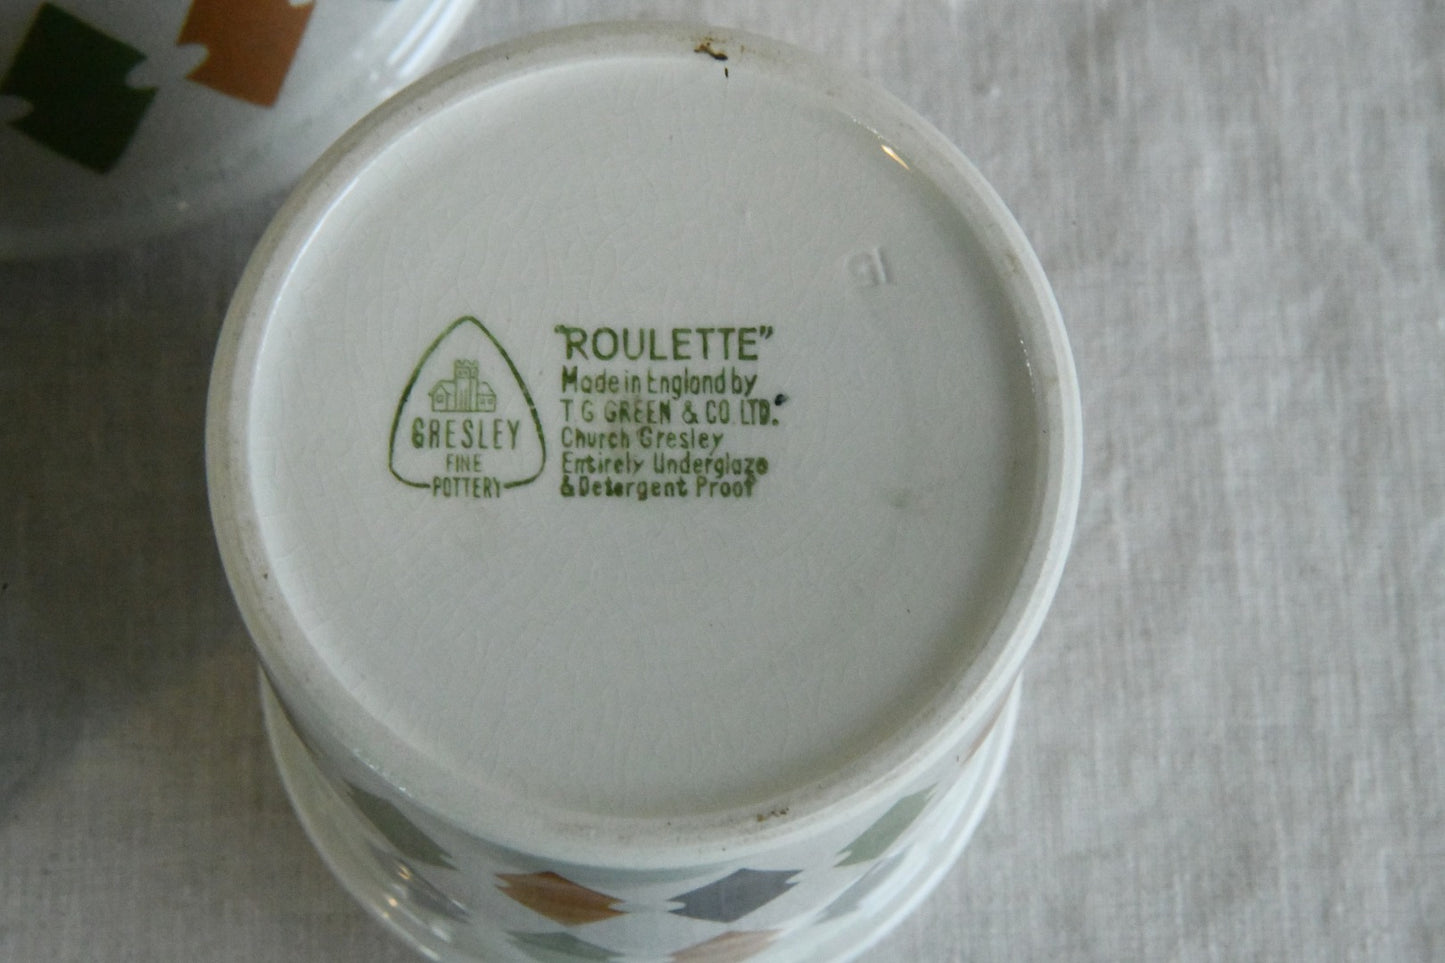 GRESLEY
FINE
POTTERY
"ROULETTE"
Made in England by
T G GREEN & CO. LTD.
Church Gresley
Entirely Underglaze
& Detergent Proof